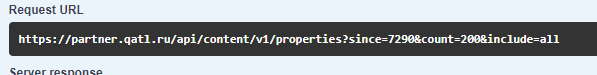 Request URL
https://partner.qatl.ru/api/content/v1/properties?since=7290&count=200&include=all
Server response